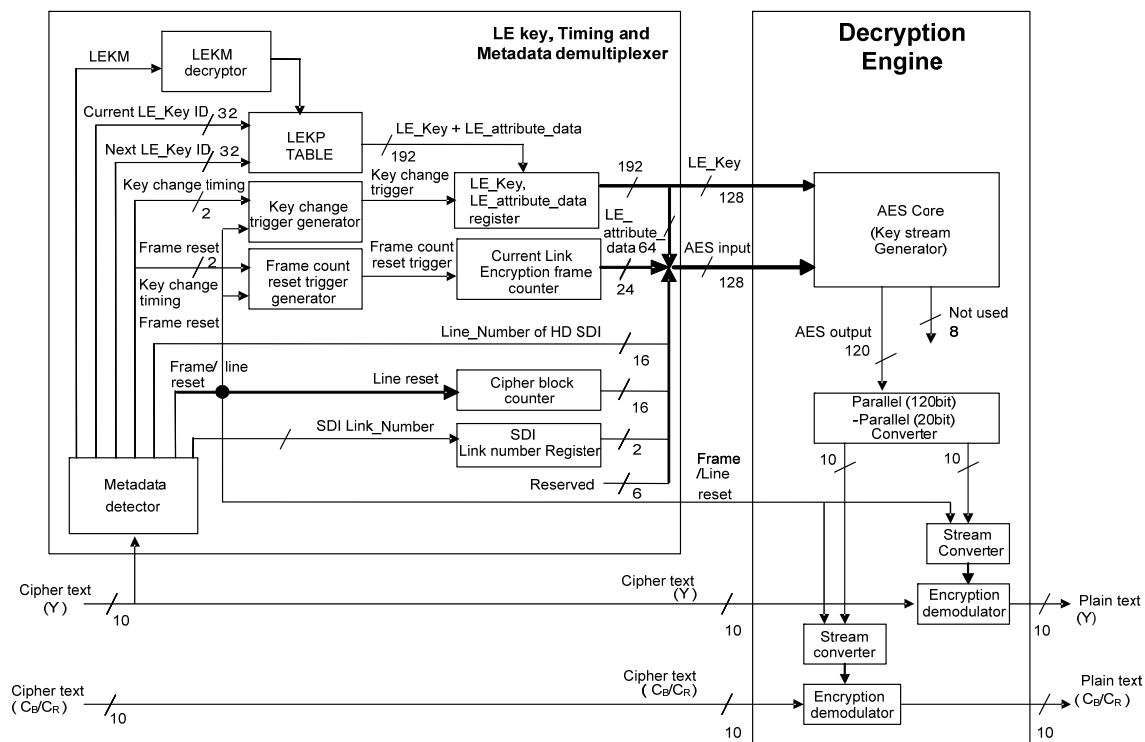 LE key, Timing and
Metadata demultiplexer
Decryption
Engine
LEKM
LEKM
decryptor
Current LE_Key ID
32
Next LE_Key ID
32
LEKP
TABLE
LE_Key + LE_attribute_data
192
Key change timing
2
Key change
trigger generator
Key change
trigger
LE_Key,
LE_attribute_data
register
192
LE_Key
128
LE_
attribute_
data 64
AES input
128
AES Core
(Key stream
Generator)
Frame reset
2
Key change
timing
Frame reset
Frame count
reset trigger
generator
Frame count
reset trigger
Current Link
Encryption frame
counter
24
Not used
8
AES output
120
Line_Number of HD SDI
16
Frame/ line
reset
Line reset
Cipher block
counter
16
Parallel (120bit)
-Parallel (20bit)
Converter
SDI Link_Number
SDI
Link number Register
2
10
10
Reserved
6
Frame
/Line
reset
Metadata
detector
Stream
Converter
Cipher text
(Y)
10
Cipher text
(Y)
10
Encryption
demodulator
Plain text
(Y)
10
Stream
converter
Cipher text
( CB/CR)
10
Cipher text
( CB/CR)
10
Encryption
demodulator
Plain text
( CB/CR)
10